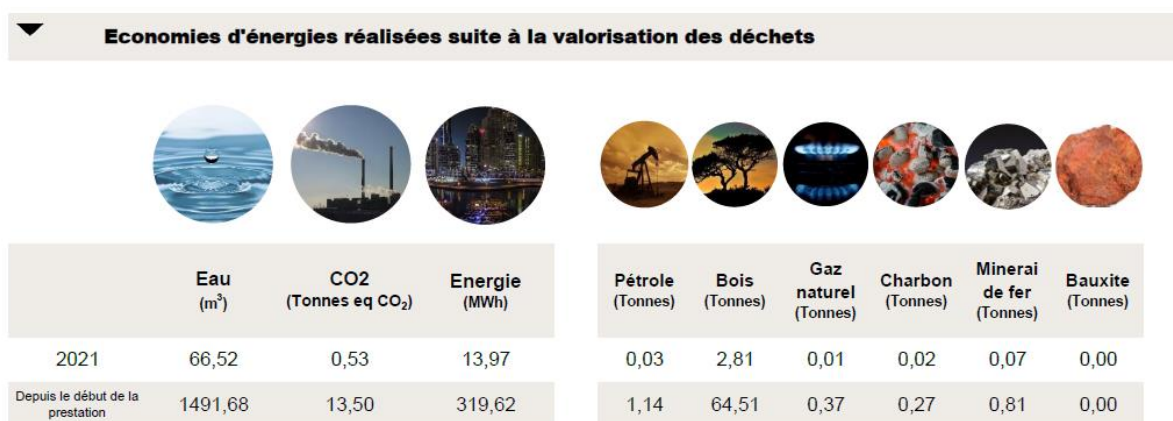 Economies d'énergies réalisées suite à la valorisation des déchets
Eau (m³) CO2 (Tonnes eq CO₂) Energie (MWh) Pétrole (Tonnes) Bois (Tonnes) Gaz naturel (Tonnes) Charbon (Tonnes) Minerai de fer (Tonnes) Bauxite (Tonnes)
2021 66,52 0,53 13,97 0,03 2,81 0,01 0,02 0,07 0,00
Depuis le début de la prestation 1491,68 13,50 319,62 1,14 64,51 0,37 0,27 0,81 0,00